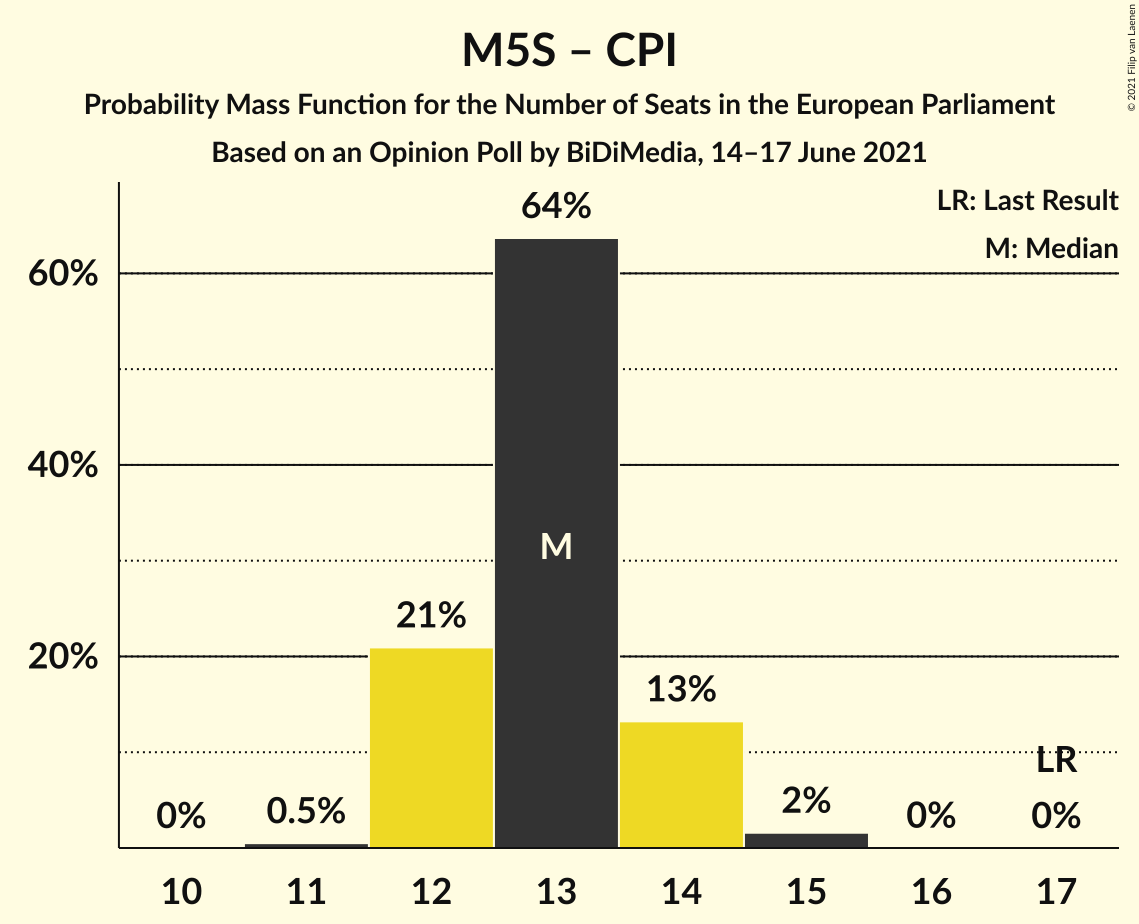 M5S – CPI
Probability Mass Function for the Number of Seats in the European Parliament
Based on an Opinion Poll by BiDiMedia, 14–17 June 2021
© 2021 Filip van Laenen
LR: Last Result
M: Median
64%
60%
40%
M
21%
20%
13%
LR
0%
0.5%
2%
0%
0%
10 11 12 13 14 15 16 17